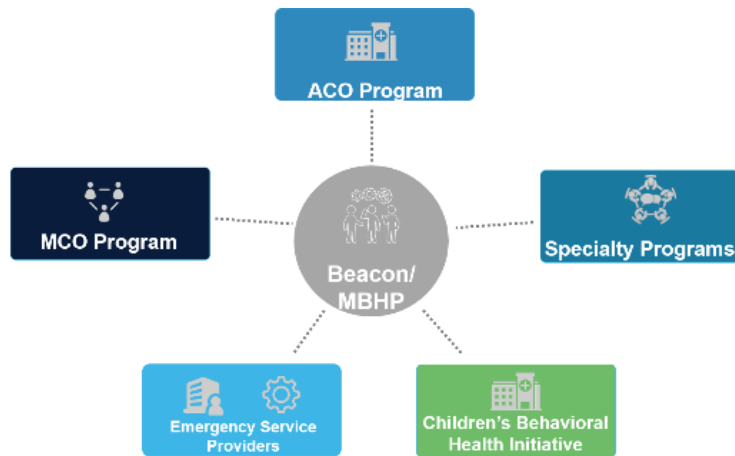 ACO Program
MCO Program
Specialty Programs
Beacon/
MBHP
Emergency Service
Providers
Children's Behavioral
Health Initiative